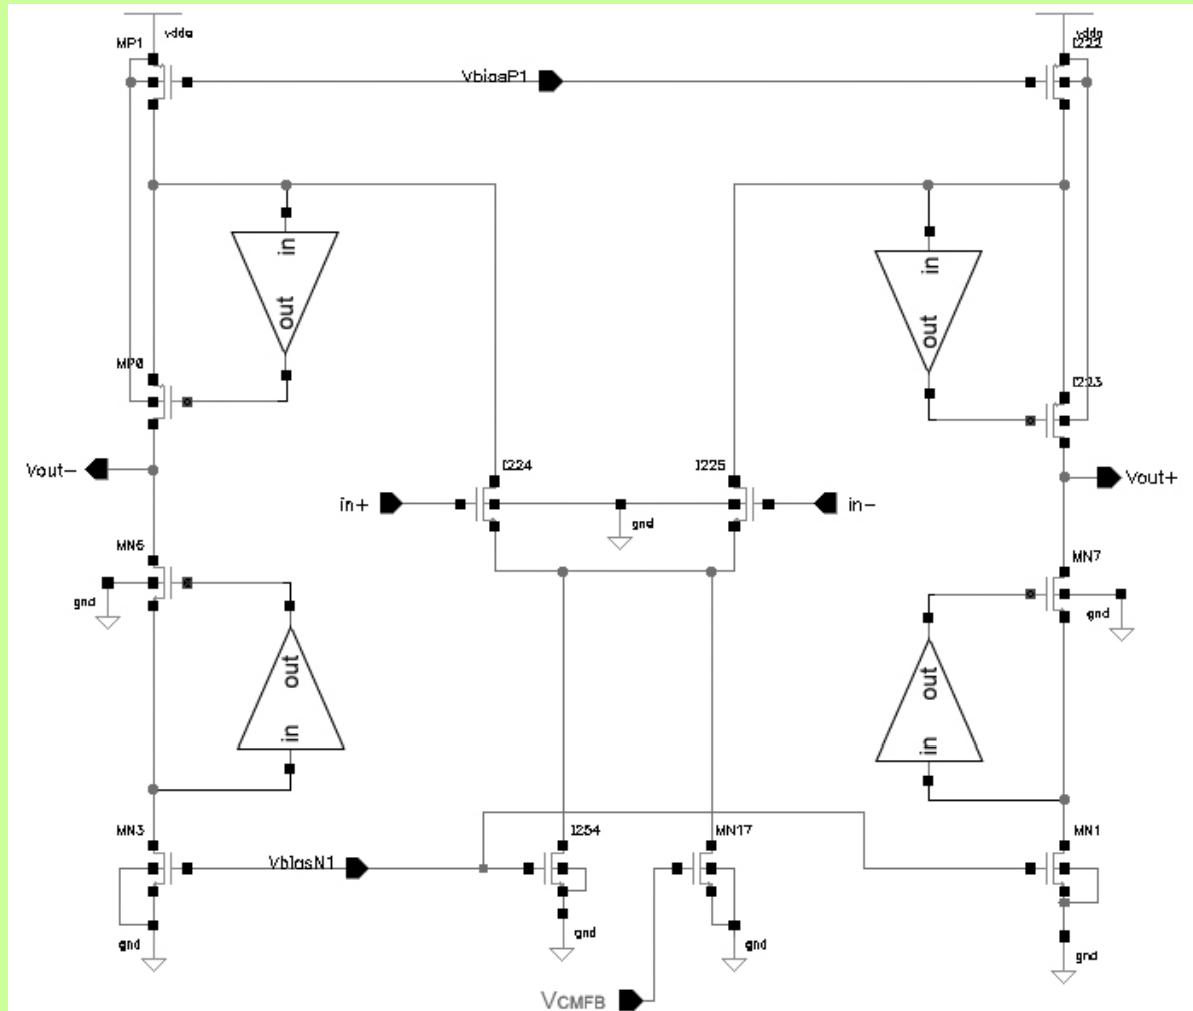 vdda
vdda
MP1
I222
VbiasP1
in
in
out
out
MP0
I223
Vout-
I224
I225
Vout+
in+
gnd
in-
MN6
MN7
gnd
gnd
out
out
in
in
MN3
I254
MN17
MN1
VbiasN1
gnd
gnd
gnd
gnd
VCMFB